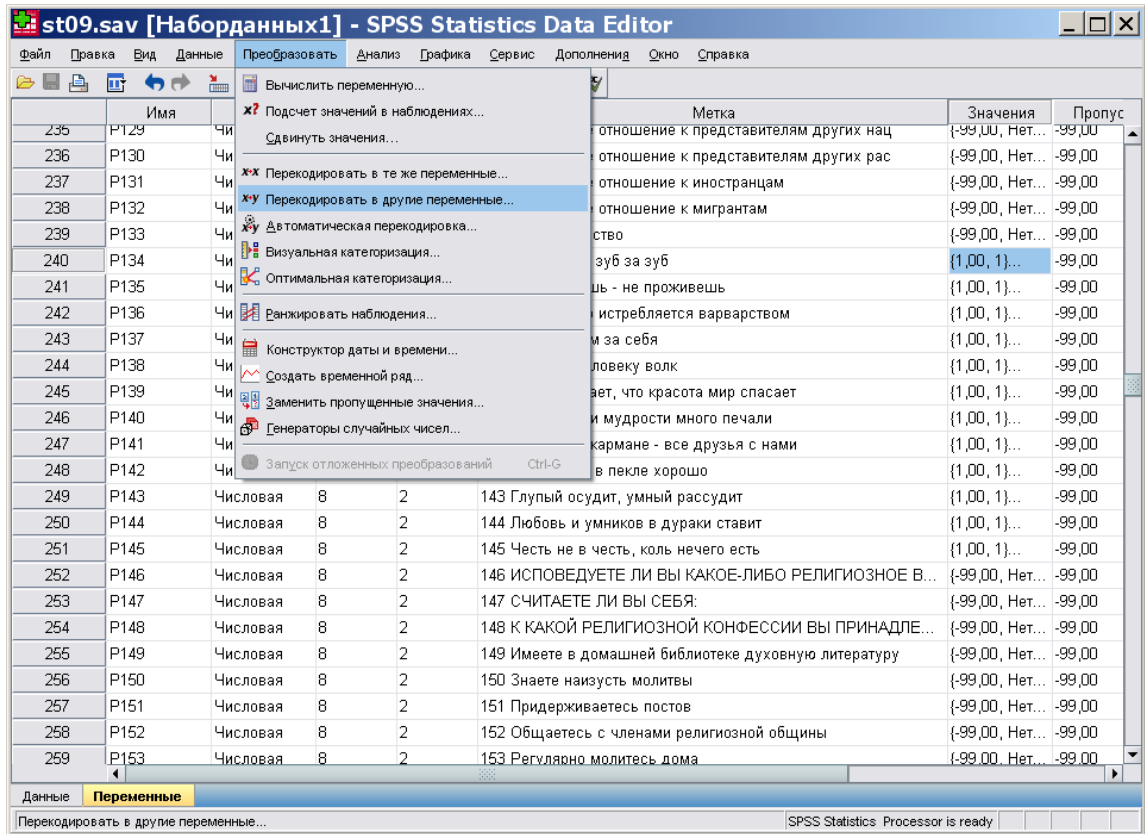 st09.sav [Наборданных1] - SPSS Statistics Data Editor
Файл Правка Вид Данные Преобразовать Анализ Графика Сервис Дополнения Окно Справка
Имя Метка Значения Пропус
Вычислить переменную...
x? Подсчет значений в наблюдениях...
Сдвинуть значения...
x•x Перекодировать в те же переменные...
x•y Перекодировать в другие переменные...
Автоматическая перекодировка...
Визуальная категоризация...
Оптимальная категоризация...
Ранжировать наблюдения...
Конструктор даты и времени...
Создать временной ряд...
Заменить пропущенные значения...
Генераторы случайных чисел...
Запуск отложенных преобразований Ctrl-G
235 P129 Чи отношение к представителям других нац {-99,00, Нет... -99,00
236 P130 Чи отношение к представителям других рас {-99,00, Нет... -99,00
237 P131 Чи отношение к иностранцам {-99,00, Нет... -99,00
238 P132 Чи отношение к мигрантам {-99,00, Нет... -99,00
239 P133 Чи ство {-99,00, Нет... -99,00
240 P134 Чи зуб за зуб {1,00, 1}... -99,00
241 P135 Чи шь - не проживешь {1,00, 1}... -99,00
242 P136 Чи истребляется варварством {1,00, 1}... -99,00
243 P137 Чи м за себя {1,00, 1}... -99,00
244 P138 Чи ловеку волк {1,00, 1}... -99,00
245 P139 Чи ает, что красота мир спасает {1,00, 1}... -99,00
246 P140 Чи и мудрости много печали {1,00, 1}... -99,00
247 P141 Чи кармане - все друзья с нами {1,00, 1}... -99,00
248 P142 Чи в пекле хорошо {1,00, 1}... -99,00
249 P143 Числовая 8 2 143 Глупый осудит, умный рассудит {1,00, 1}... -99,00
250 P144 Числовая 8 2 144 Любовь и умников в дураки ставит {1,00, 1}... -99,00
251 P145 Числовая 8 2 145 Честь не в честь, коль нечего есть {1,00, 1}... -99,00
252 P146 Числовая 8 2 146 ИСПОВЕДУЕТЕ ЛИ ВЫ КАКОЕ-ЛИБО РЕЛИГИОЗНОЕ В... {-99,00, Нет... -99,00
253 P147 Числовая 8 2 147 СЧИТАЕТЕ ЛИ ВЫ СЕБЯ: {-99,00, Нет... -99,00
254 P148 Числовая 8 2 148 К КАКОЙ РЕЛИГИОЗНОЙ КОНФЕССИИ ВЫ ПРИНАДЛЕ... {-99,00, Нет... -99,00
255 P149 Числовая 8 2 149 Имеете в домашней библиотеке духовную литературу {-99,00, Нет... -99,00
256 P150 Числовая 8 2 150 Знаете наизусть молитвы {-99,00, Нет... -99,00
257 P151 Числовая 8 2 151 Придерживаетесь постов {-99,00, Нет... -99,00
258 P152 Числовая 8 2 152 Общаетесь с членами религиозной общины {-99,00, Нет... -99,00
259 P153 Числовая 8 2 153 Регулярно молитесь дома {-99,00, Нет... -99,00
Данные Переменные
Перекодировать в другие переменные... SPSS Statistics Processor is ready